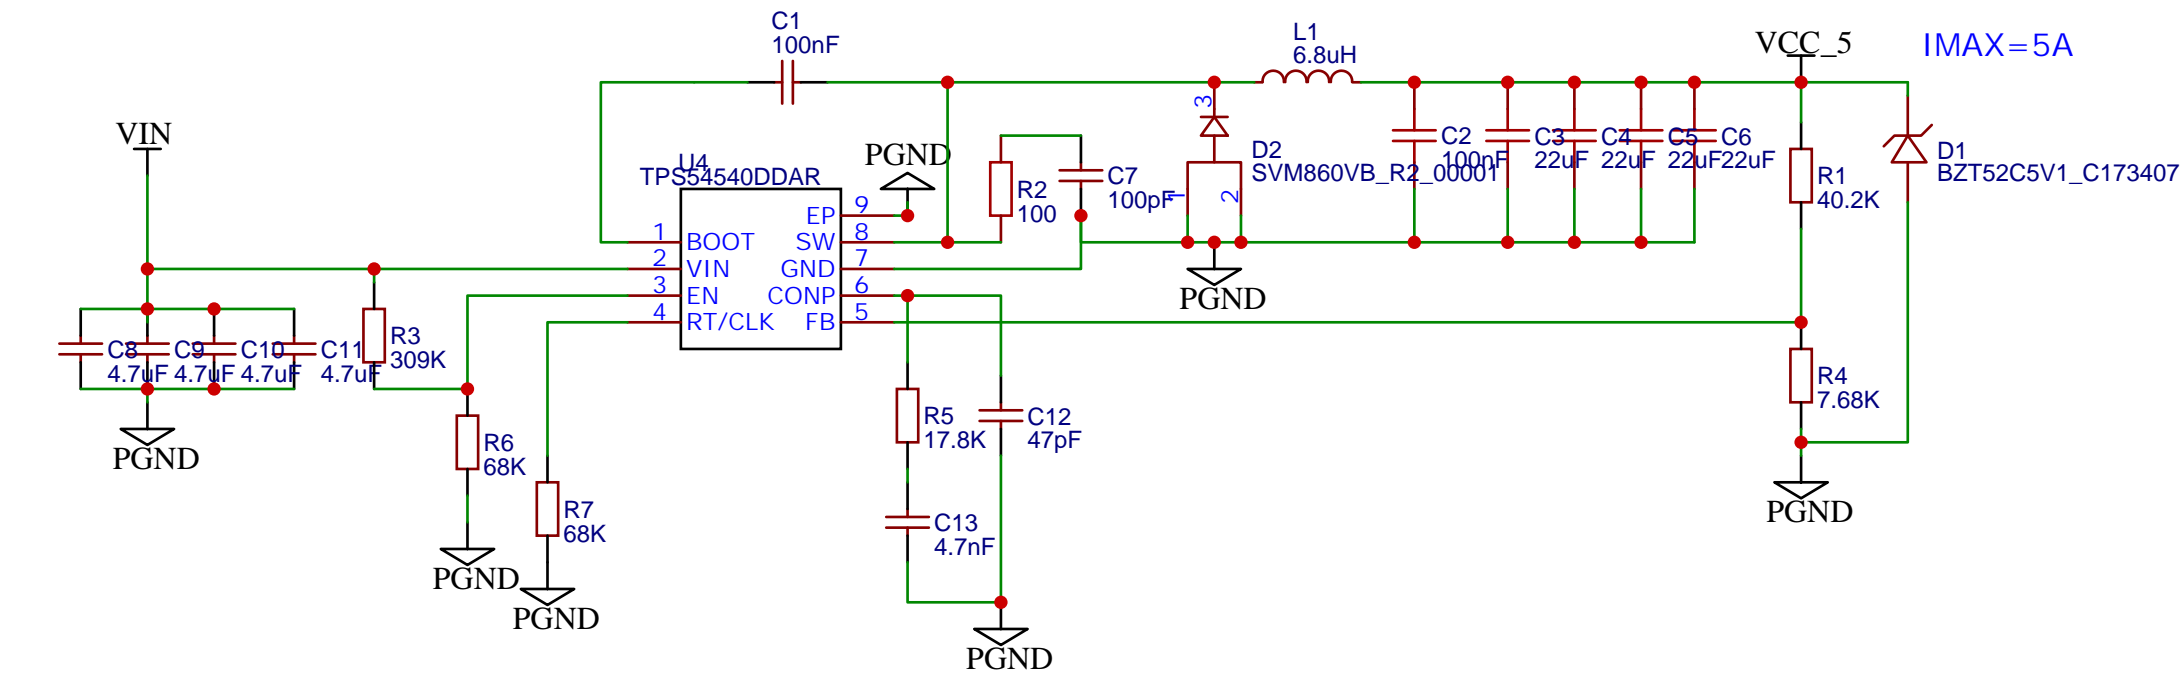 C1
100nF
L1
6.8uH
VCC_5
IMAX=5A
VIN
PGND
U4
TPS54540DDAR
3
D2
SVM860VB_R2_00001
1
2
C2
100nF
C3
22uF
C4
22uF
C5
22uF
C6
22uF
D1
BZT52C5V1_C173407
R1
40.2K
R2
100
C7
100pF
EP
9
1
BOOT
SW
8
2
VIN
GND
7
3
EN
CONP
6
4
RT/CLK
FB
5
PGND
C8
4.7uF
C9
4.7uF
C10
4.7uF
C11
4.7uF
R3
309K
R4
7.68K
R5
17.8K
C12
47pF
PGND
R6
68K
R7
68K
PGND
C13
4.7nF
PGND
PGND
PGND